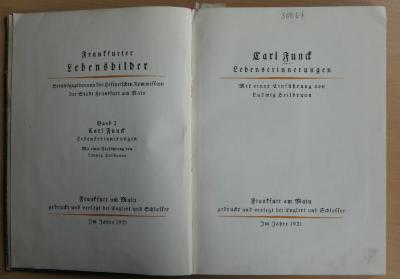 Frankfurter
Lebensbilder
Herausgegeben von der Historischen Kommission
der Stadt Frankfurt am Main
Band 2
Carl Funck
Lebenserinnerungen
Mit einer Einführung von
Ludwig Heilbrunn
Frankfurt am Main
gedruckt und verlegt bei Englert und Schlosser
Im Jahre 1921
Carl Funck
Lebenserinnerungen
Mit einer Einführung von
Ludwig Heilbrunn
Frankfurt am Main
gedruckt und verlegt bei Englert und Schlosser
Im Jahre 1921